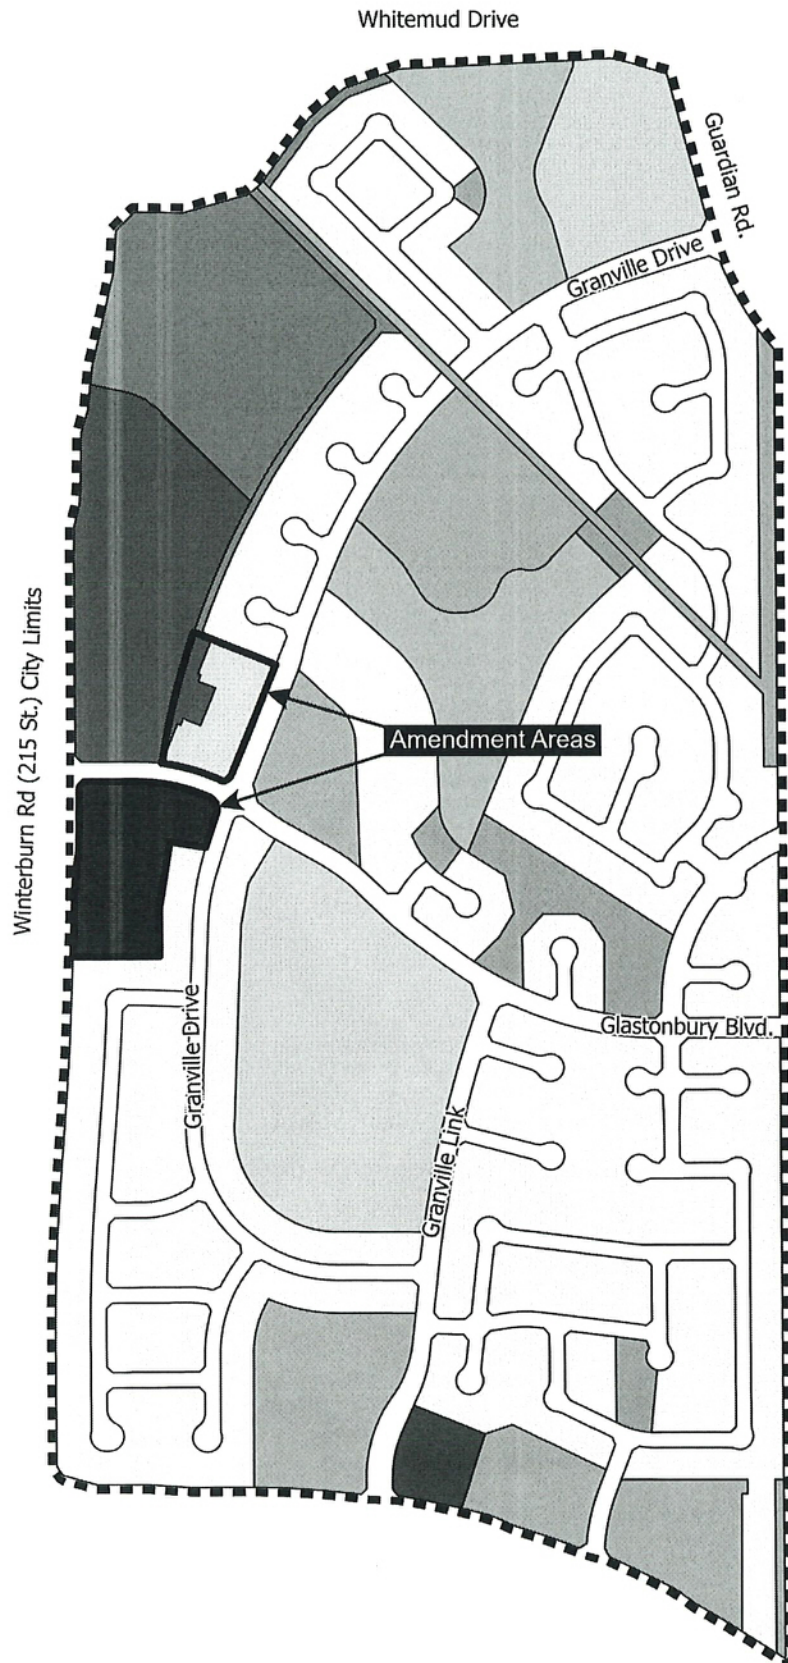 Whitemud Drive
Guardian Rd.
Granville Drive
Winterburn Rd (215 St.) City Limits
Amendment Areas
Granville Drive
Glastonbury Blvd.
Granville Link